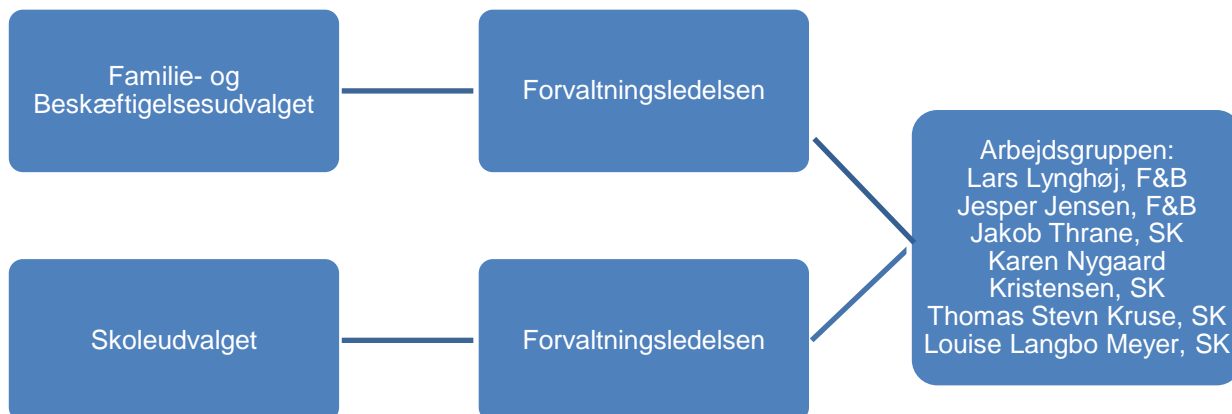 Familie- og
Beskæftigelsesudvalget
Forvaltningsledelsen
Skoleudvalget
Forvaltningsledelsen
Arbejdsgruppen:
Lars Lynghøj, F&B
Jesper Jensen, F&B
Jakob Thrane, SK
Karen Nygaard
Kristensen, SK
Thomas Stevn Kruse, SK
Louise Langbo Meyer, SK